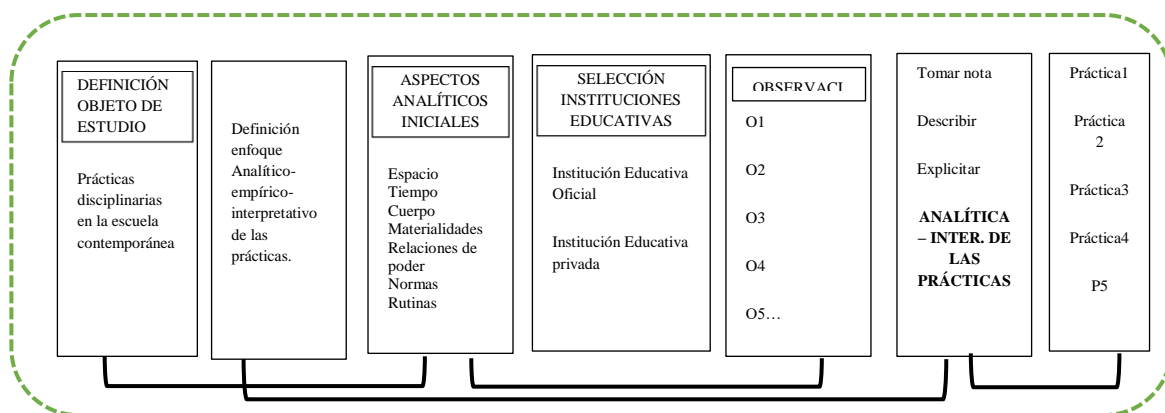 DEFINICIÓN
OBJETO DE
ESTUDIO
Prácticas
disciplinarias
en la escuela
contemporánea
Definición
enfoque
Analítico-
empírico-
interpretativo
de las
prácticas.
ASPECTOS
ANALÍTICOS
INICIALES
Espacio
Tiempo
Cuerpo
Materialidades
Relaciones de
poder
Normas
Rutinas
SELECCIÓN
INSTITUCIONES
EDUCATIVAS
Institución Educativa
Oficial
Institución Educativa
privada
OBSERVACI
O1
O2
O3
O4
O5…
Tomar nota
Describir
Explicitar
ANALÍTICA
– INTER. DE
LAS
PRÁCTICAS
Práctica1
Práctica
2
Práctica3
Práctica4
P5